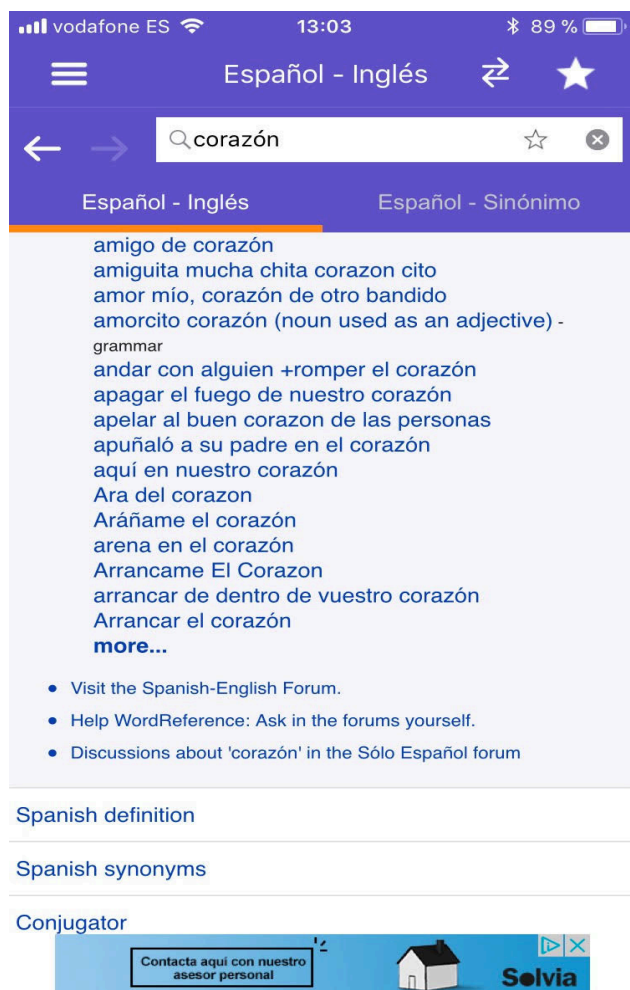 vodafone ES 13:03 89 %
Español - Inglés
corazón
Español - Inglés Español - Sinónimo
amigo de corazón
amiguita mucha chita corazon cito
amor mío, corazón de otro bandido
amorcito corazón (noun used as an adjective) -
grammar
andar con alguien +romper el corazón
apagar el fuego de nuestro corazón
apelar al buen corazon de las personas
apuñaló a su padre en el corazón
aquí en nuestro corazón
Ara del corazon
Aráñame el corazón
arena en el corazón
Arrancame El Corazon
arrancar de dentro de vuestro corazón
Arrancar el corazón
more...
• Visit the Spanish-English Forum.
• Help WordReference: Ask in the forums yourself.
• Discussions about 'corazón' in the Sólo Español forum
Spanish definition
Spanish synonyms
Conjugator
Contacta aquí con nuestro
asesor personal
Solvia